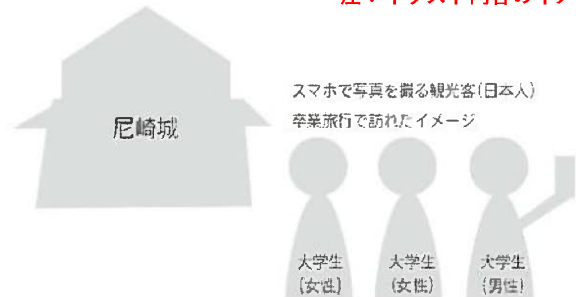 尼崎城
スマホで写真を撮る観光客(日本人)
卒業旅行で訪れたイメージ
大学生
(女性)
大学生
(女性)
大学生
(男性)